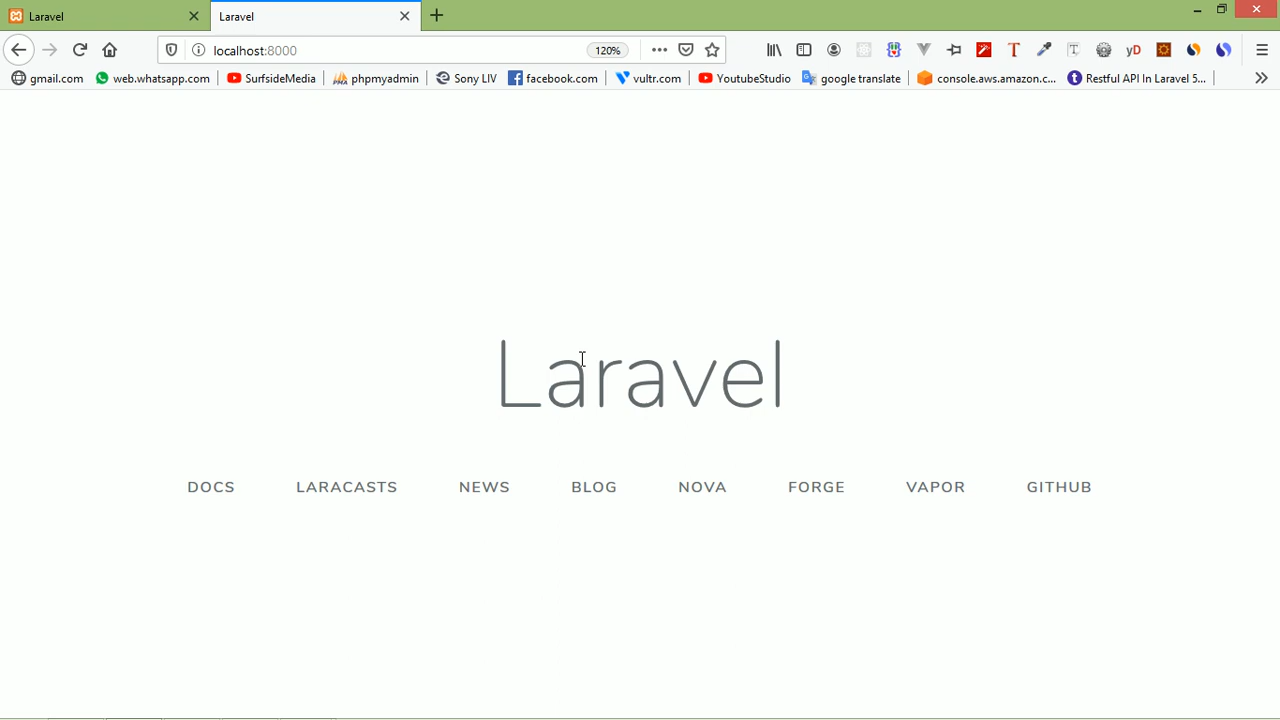 Laravel
Laravel
localhost:8000
120%
yD
gmail.com
web.whatsapp.com
SurfsideMedia
phpmyadmin
Sony LIV
facebook.com
vultr.com
YoutubeStudio
google translate
console.aws.amazon.c...
Restful API In Laravel 5...
Laravel
DOCS
LARACASTS
NEWS
BLOG
NOVA
FORGE
VAPOR
GITHUB